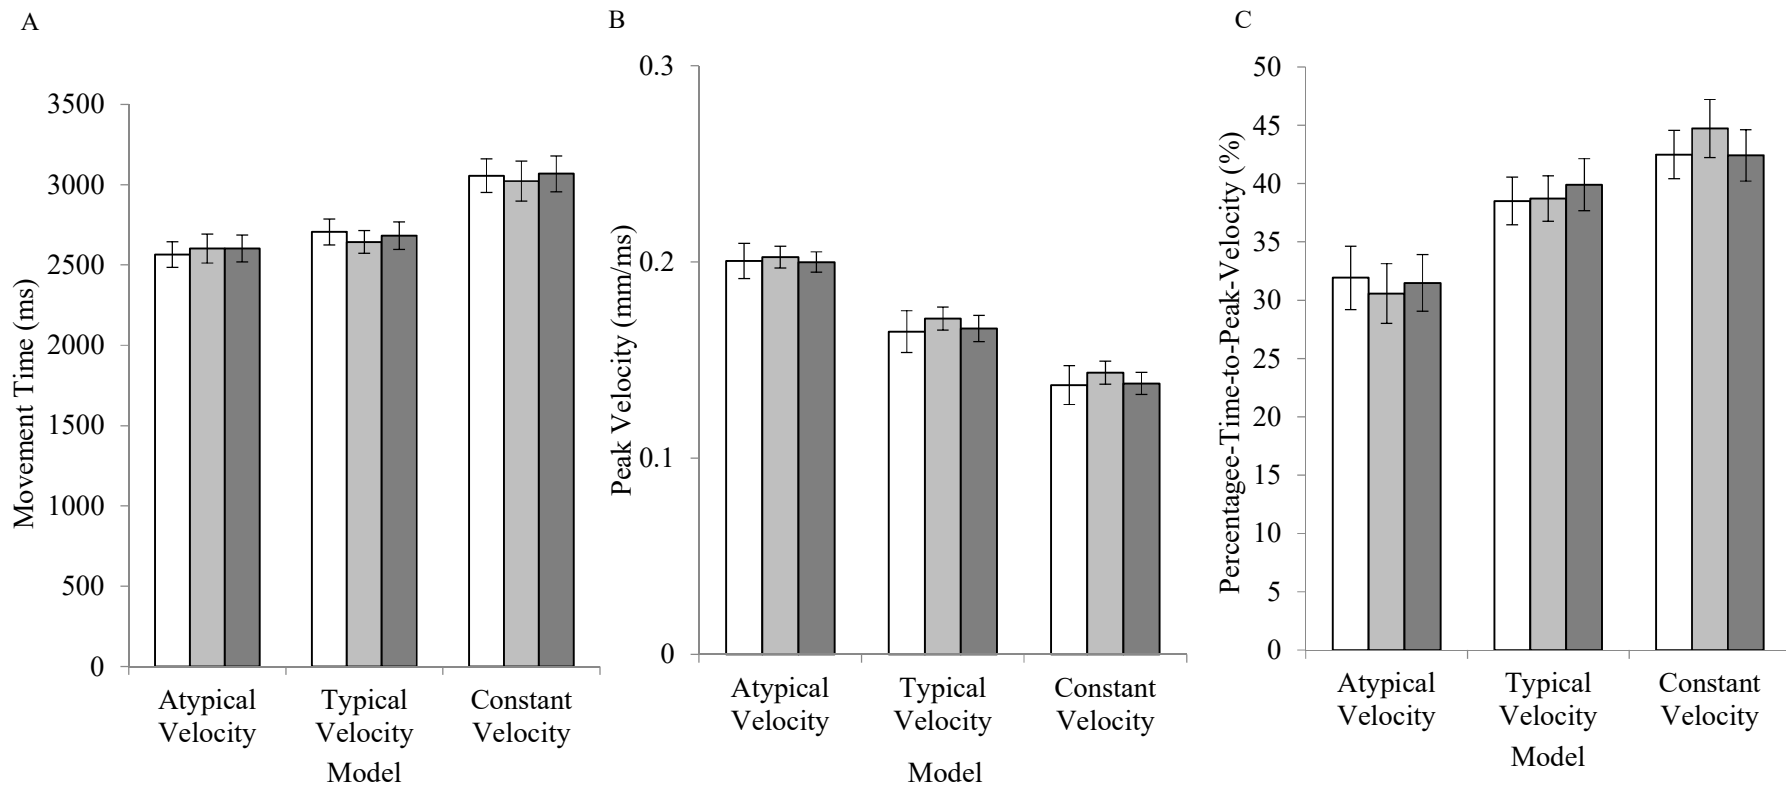 A
Movement Time (ms)
3500
3000
2500
2000
1500
1000
500
0
Atypical
Velocity
Typical
Velocity
Constant
Velocity
Model
B
Peak Velocity (mm/ms)
0.3
0.2
0.1
0
Atypical
Velocity
Typical
Velocity
Constant
Velocity
Model
C
Percentagee-Time-to-Peak-Velocity (%)
50
45
40
35
30
25
20
15
10
5
0
Atypical
Velocity
Typical
Velocity
Constant
Velocity
Model